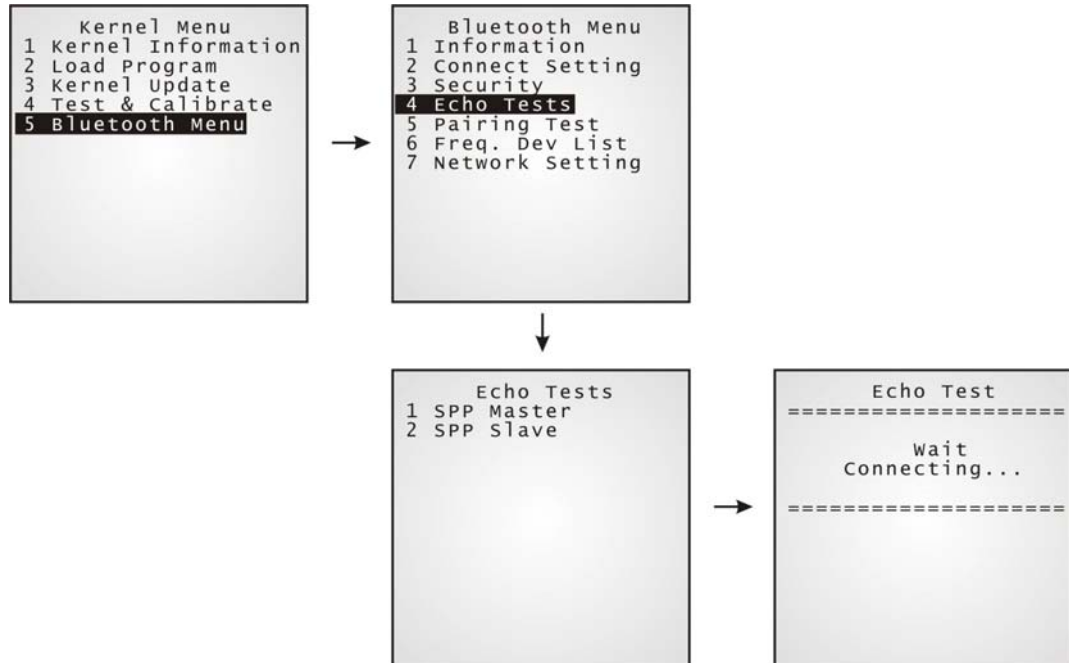 Kernel Menu
1 Kernel Information
2 Load Program
3 Kernel Update
4 Test & Calibrate
5 Bluetooth Menu
Bluetooth Menu
1 Information
2 Connect Setting
3 Security
4 Echo Tests
5 Pairing Test
6 Freq. Dev List
7 Network Setting
Echo Tests
1 SPP Master
2 SPP Slave
Echo Test
====================
Wait
Connecting...
====================